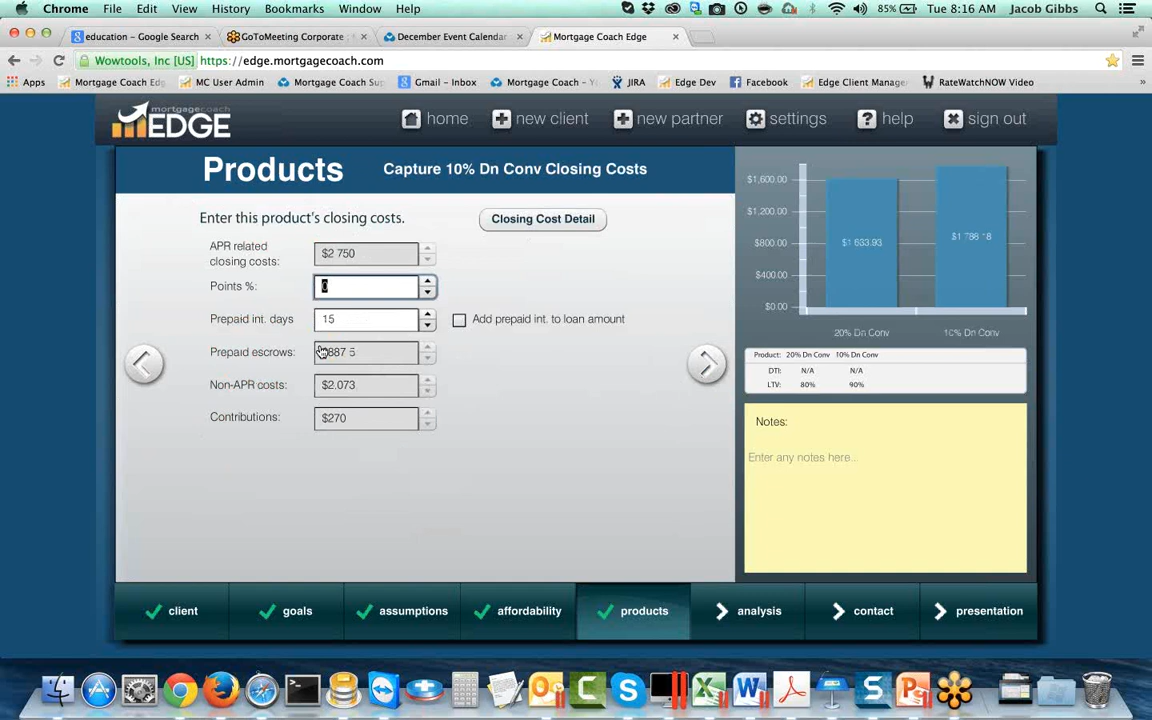 Chrome File Edit View History Bookmarks Window Help 85% Tue 8:16 AM Jacob Gibbs
education – Google Search GoToMeeting Corporate December Event Calendar Mortgage Coach Edge
Wowtools, Inc [US] https://edge.mortgagecoach.com
Apps Mortgage Coach Edg MC User Admin Mortgage Coach Sup Gmail – Inbox Mortgage Coach – Y JIRA Edge Dev Facebook Edge Client Manage RateWatchNOW Video »
mortgagecoach
EDGE
home new client new partner settings help sign out
Products Capture 10% Dn Conv Closing Costs
Enter this product's closing costs. Closing Cost Detail
APR related
closing costs: $2 750
Points %: 0
Prepaid int. days 15 Add prepaid int. to loan amount
Prepaid escrows: 887 5
Non-APR costs: $2,073
Contributions: $270
$1,600.00
$1,200.00
$800.00
$400.00
$0.00
$1 633.93 $1 788 18
20% Dn Conv 10% Dn Conv
Product: 20% Dn Conv 10% Dn Conv
DTI: N/A N/A
LTV: 80% 90%
Notes:
Enter any notes here...
client goals assumptions affordability products analysis contact presentation